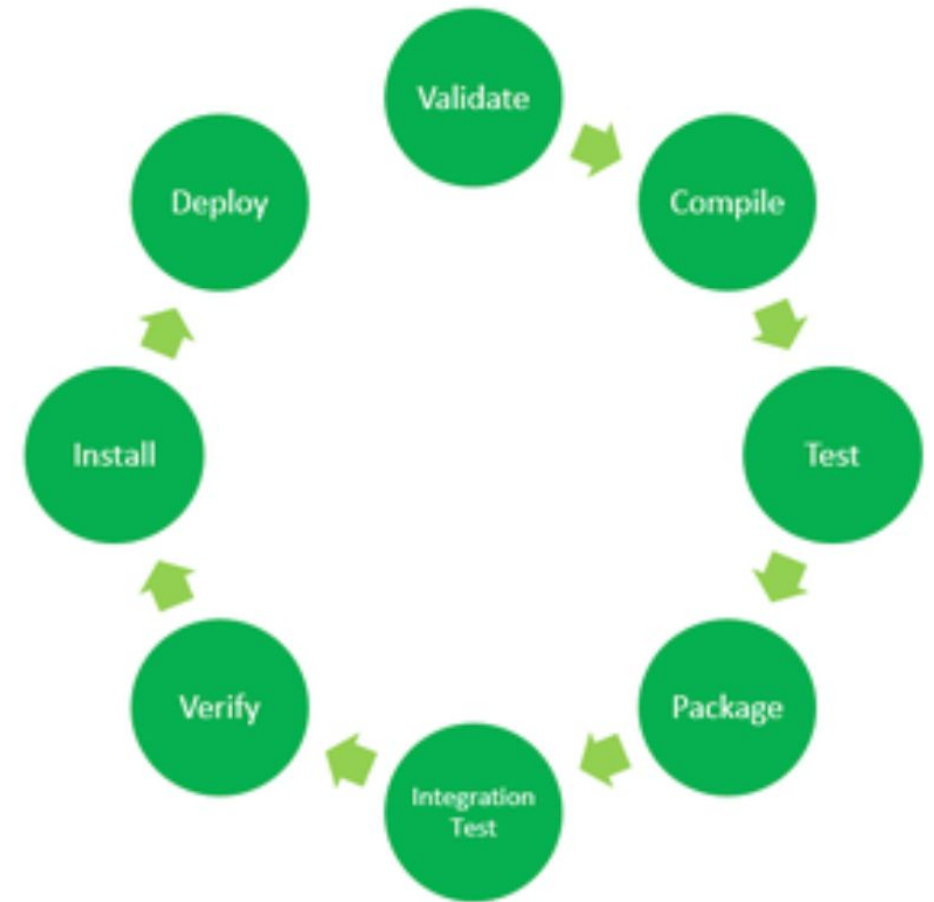 Validate
Compile
Test
Package
Integration
Test
Verify
Install
Deploy